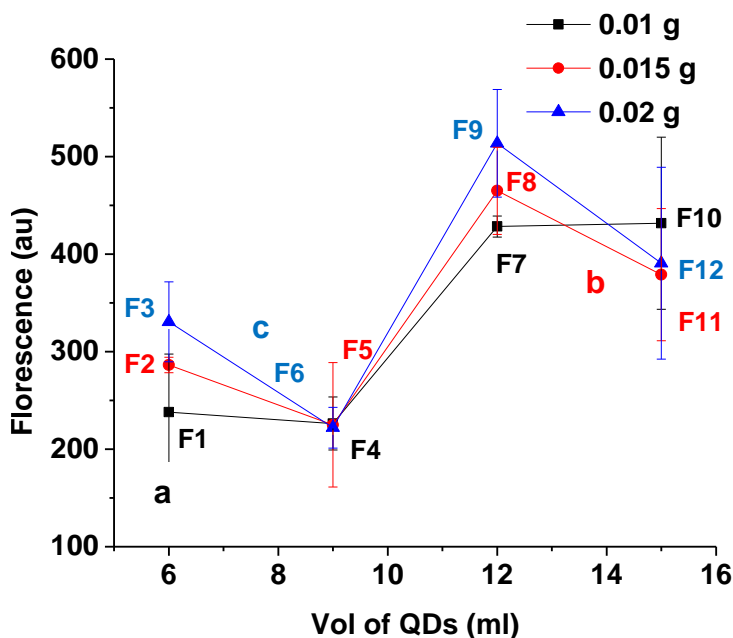 0.01 g
0.015 g
0.02 g
600
500
400
300
200
100
Florescence (au)
F9
F8
F7
F10
F12
F11
b
F3
c
F2
F6
F5
F1
F4
a
6
8
10
12
14
16
Vol of QDs (ml)